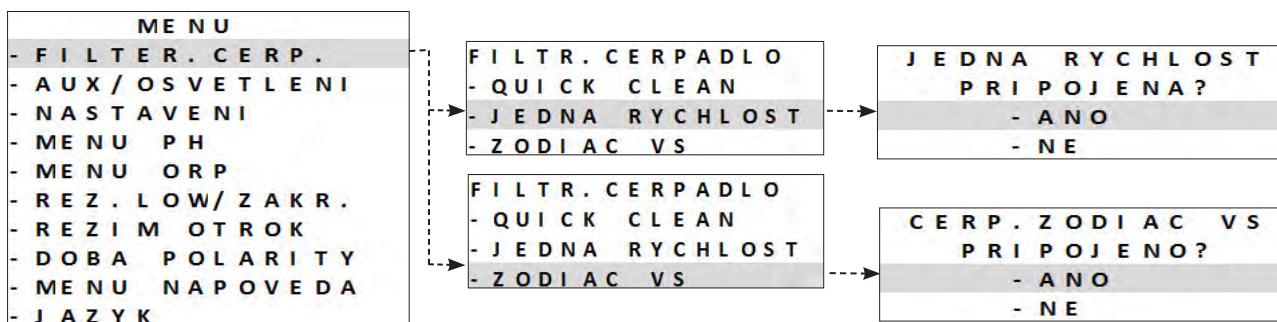 MENU
- FILTER.CERP.
- AUX/OSVETLENI
- NASTAVENI
- MENU PH
- MENU ORP
- REZ.LOW/ZAKR.
- REZIM OTROK
- DOBA POLARITY
- MENU NAPOVEDA
- JAZYK
FILTR.CERPADLO
- QUICK CLEAN
- JEDNA RYCHLOST
- ZODIAC VS
JEDNA RYCHLOST
PRIPOJENA?
- ANO
- NE
FILTR.CERPADLO
- QUICK CLEAN
- JEDNA RYCHLOST
- ZODIAC VS
CERP.ZODIAC VS
PRIPOJENO?
- ANO
- NE